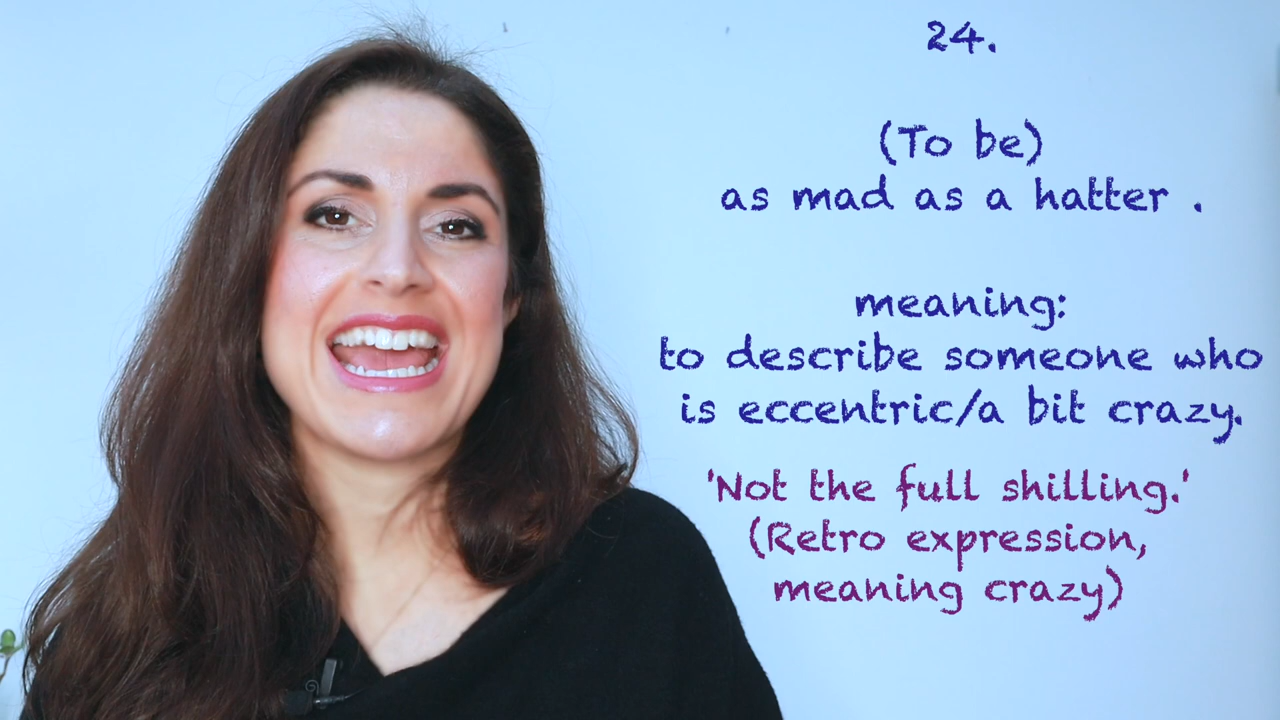 24.
(To be)
as mad as a hatter .
meaning:
to describe someone who
is eccentric/a bit crazy.
'Not the full shilling.'
(Retro expression,
meaning crazy)